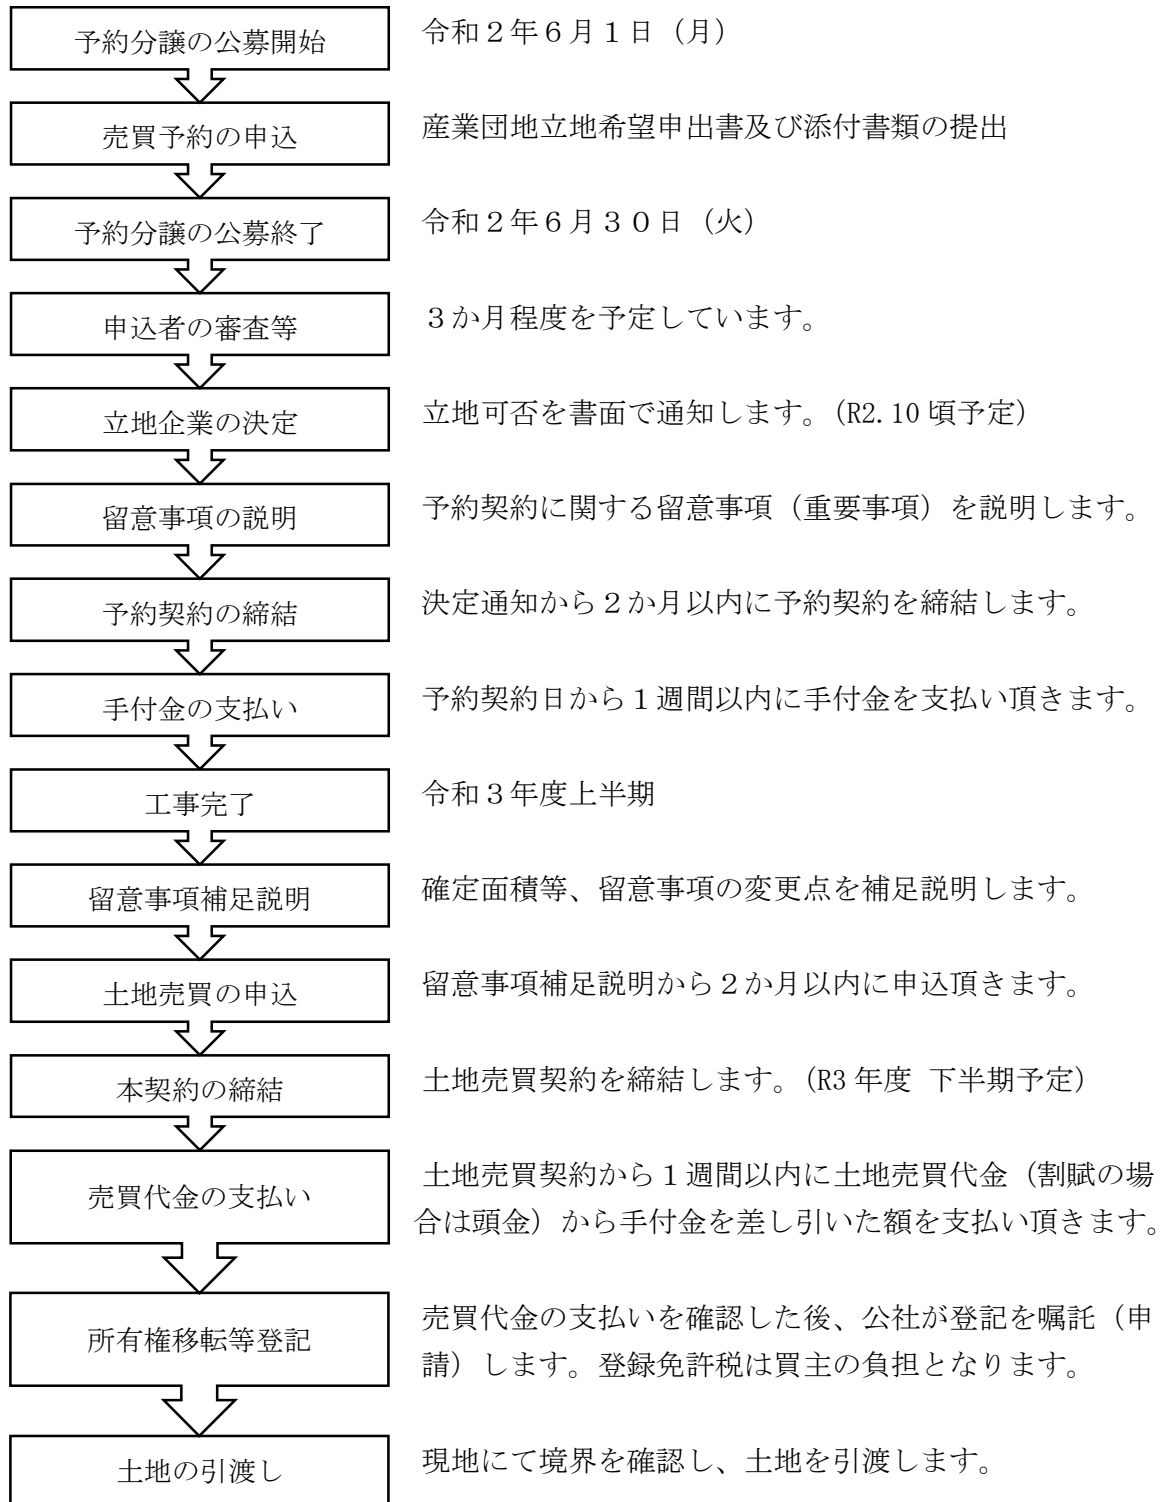 予約分譲の公募開始
令和２年６月１日（月）
売買予約の申込
産業団地立地希望申出書及び添付書類の提出
予約分譲の公募終了
令和２年６月３０日（火）
申込者の審査等
３か月程度を予定しています。
立地企業の決定
立地可否を書面で通知します。（R2.10 頃予定）
留意事項の説明
予約契約に関する留意事項（重要事項）を説明します。
予約契約の締結
決定通知から２か月以内に予約契約を締結します。
手付金の支払い
予約契約日から１週間以内に手付金を支払い頂きます。
工事完了
令和３年度上半期
留意事項補足説明
確定面積等、留意事項の変更点を補足説明します。
土地売買の申込
留意事項補足説明から２か月以内に申込頂きます。
本契約の締結
土地売買契約を締結します。（R3 年度 下半期予定）
売買代金の支払い
土地売買契約から１週間以内に土地売買代金（割賦の場
合は頭金）から手付金を差し引いた額を支払い頂きます。
所有権移転等登記
売買代金の支払いを確認した後、公社が登記を嘱託（申
請）します。登録免許税は買主の負担となります。
土地の引渡し
現地にて境界を確認し、土地を引渡します。